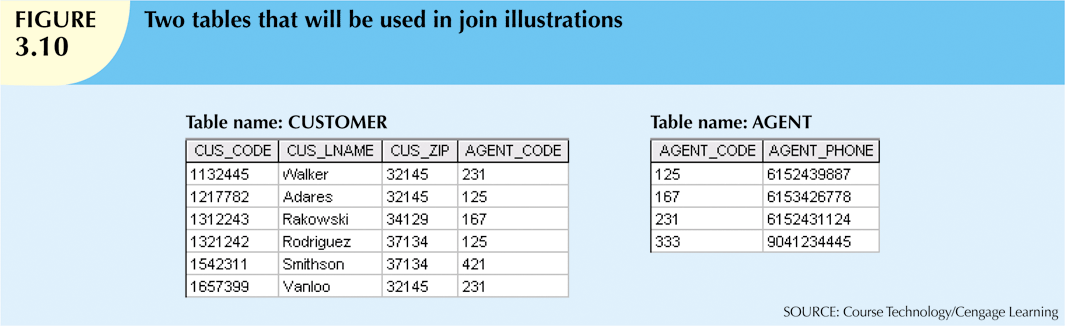 FIGURE 3.10
Two tables that will be used in join illustrations
Table name: CUSTOMER
CUS_CODE CUS_LNAME CUS_ZIP AGENT_CODE
1132445 Walker 32145 231
1217782 Adares 32145 125
1312243 Rakowski 34129 167
1321242 Rodriguez 37134 125
1542311 Smithson 37134 421
1657399 Vanloo 32145 231
Table name: AGENT
AGENT_CODE AGENT_PHONE
125 6152439887
167 6153426778
231 6152431124
333 9041234445
SOURCE: Course Technology/Cengage Learning